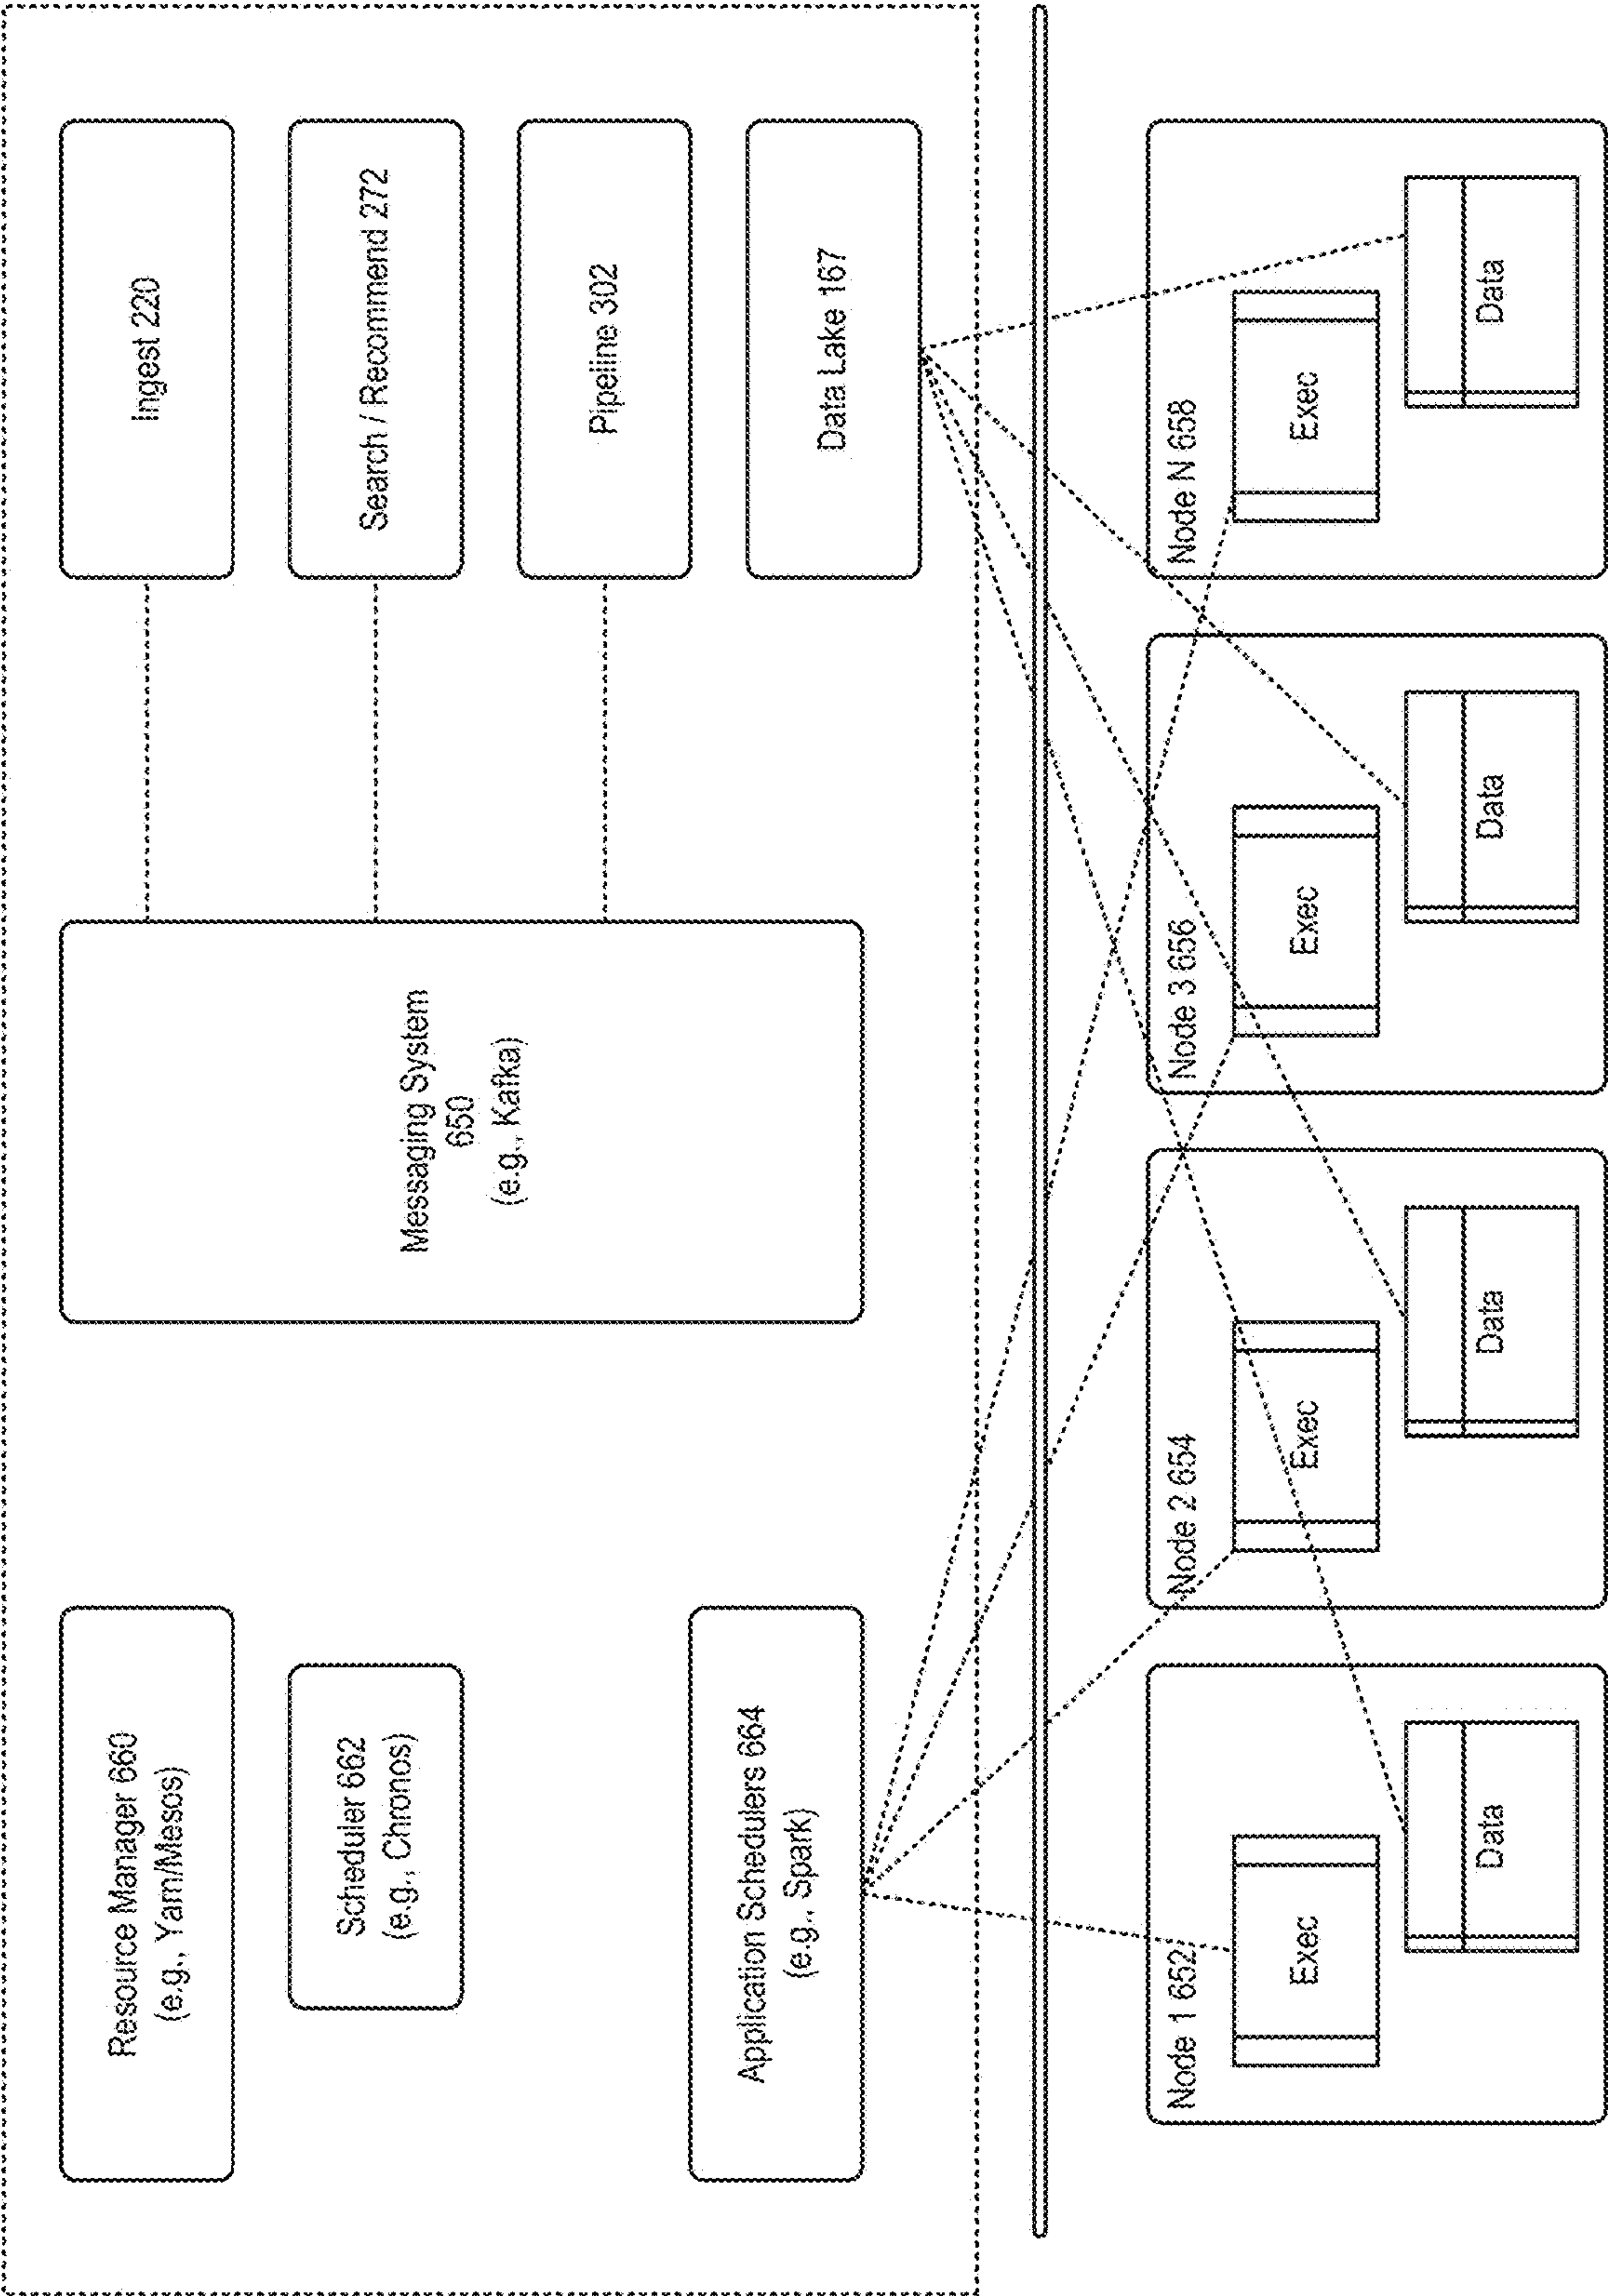 Resource Manager 660
(e.g., Yarn/Mesos)
Scheduler 662
(e.g., Chronos)
Application Schedulers 664
(e.g., Spark)
Messaging System
650
(e.g., Kafka)
Ingest 220
Search / Recommend 272
Pipeline 302
Data Lake 167
Node 1 652
Exec
Data
Node 2 654
Exec
Data
Node 3 656
Exec
Data
Node N 658
Exec
Data